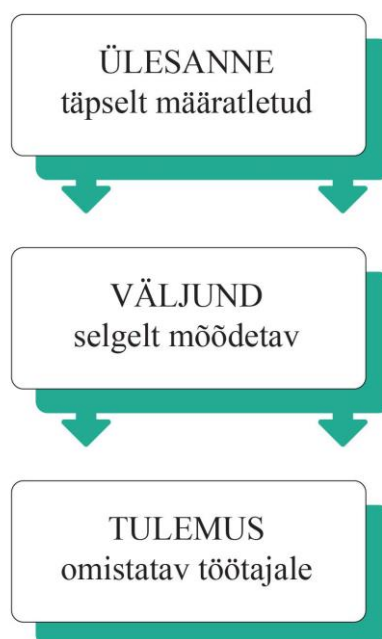 ÜLESANNE
täpselt määratletud
VÄLJUND
selgelt mõõdetav
TULEMUS
omistatav töötajale